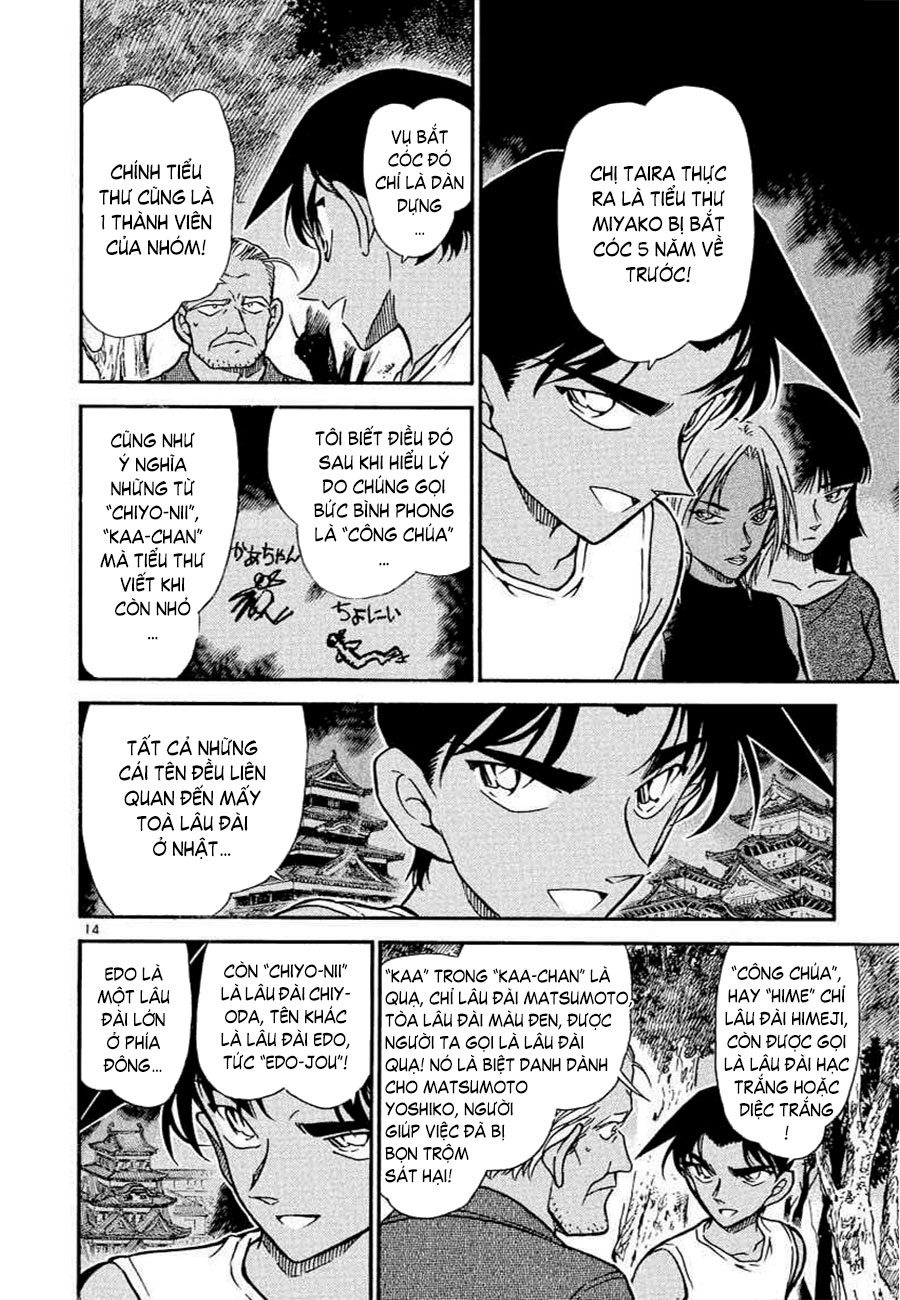 CHỊ TAIRA THỰC
RA LÀ TIỂU THƯ
MIYAKO BỊ BẮT
CÓC 5 NĂM VỀ
TRƯỚC!
VỤ BẮT
CÓC ĐÓ
CHỈ LÀ DÀN
DỰNG
...
CHÍNH TIỂU
THƯ CŨNG LÀ
1 THÀNH VIÊN
CỦA NHÓM!
TÔI BIẾT ĐIỀU ĐÓ
SAU KHI HIỂU LÝ
DO CHÚNG GỌI
BỨC BÌNH PHONG
LÀ “CÔNG CHÚA”
...
CŨNG NHƯ
Ý NGHĨA
NHỮNG TỪ
“CHIYO-NII”,
“KAA-CHAN”
MÀ TIỂU THƯ
VIẾT KHI
CÒN NHỎ
...
かあちゃん
ちよにい
TẤT CẢ NHỮNG
CÁI TÊN ĐỀU LIÊN
QUAN ĐẾN MẤY
TOÀ LÂU ĐÀI
Ở NHẬT...
14
“CÔNG CHÚA”,
HAY “HIME” CHỈ
LÂU ĐÀI HIMEJI,
CÒN ĐƯỢC GỌI
LÀ LÂU ĐÀI HẠC
TRẮNG HOẶC
DIỆC TRẮNG
!
“KAA” TRONG “KAA-CHAN” LÀ
QUẠ, CHỈ LÂU ĐÀI MATSUMOTO,
TÒA LÂU ĐÀI MÀU ĐEN, ĐƯỢC
NGƯỜI TA GỌI LÀ LÂU ĐÀI
QUẠ! NÓ LÀ BIỆT DANH DÀNH
CHO MATSUMOTO
YOSHIKO, NGƯỜI
GIÚP VIỆC ĐÃ BỊ
BỌN TRỘM
SÁT HẠI!
CÒN “CHIYO-NII”
LÀ LÂU ĐÀI CHIY-
ODA, TÊN KHÁC
LÀ LÂU ĐÀI EDO,
TỨC “EDO-JOU”!
EDO LÀ
MỘT LÂU
ĐÀI LỚN
Ở PHÍA
ĐÔNG...